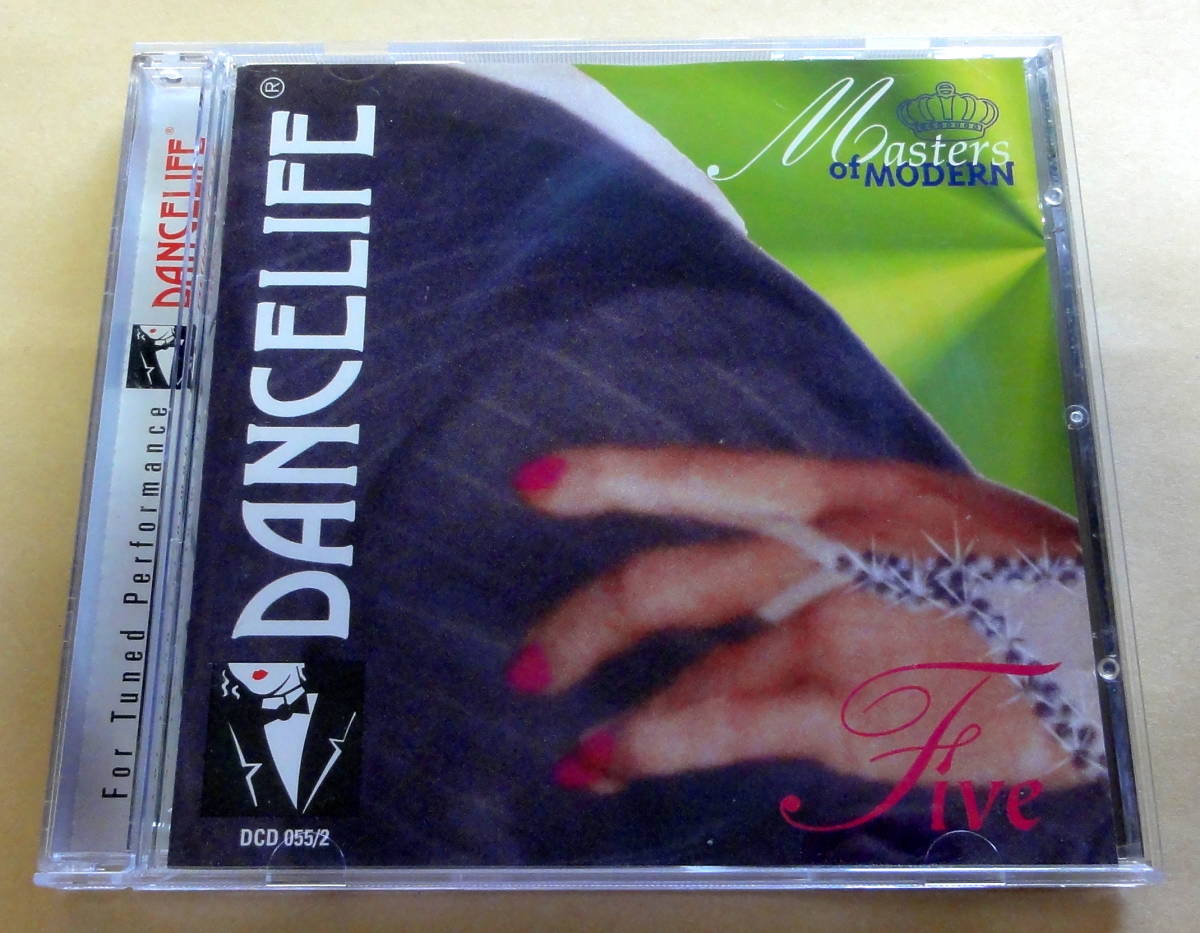 DANCELIFE®
For Tuned Performance
DANCELIFE®
Masters
of MODERN
Five
DCD 055/2